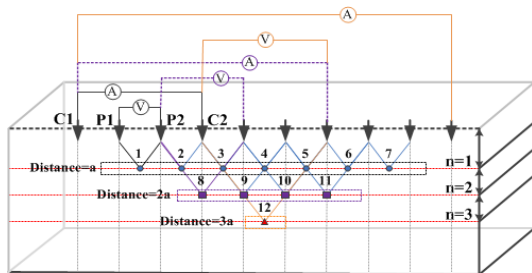 A
V
A
A
V
V
C1 P1 P2 C2
1 2 3 4 5 6 7
n=1
Distance=a
8 9 10 11
n=2
Distance=2a
12
n=3
Distance=3a